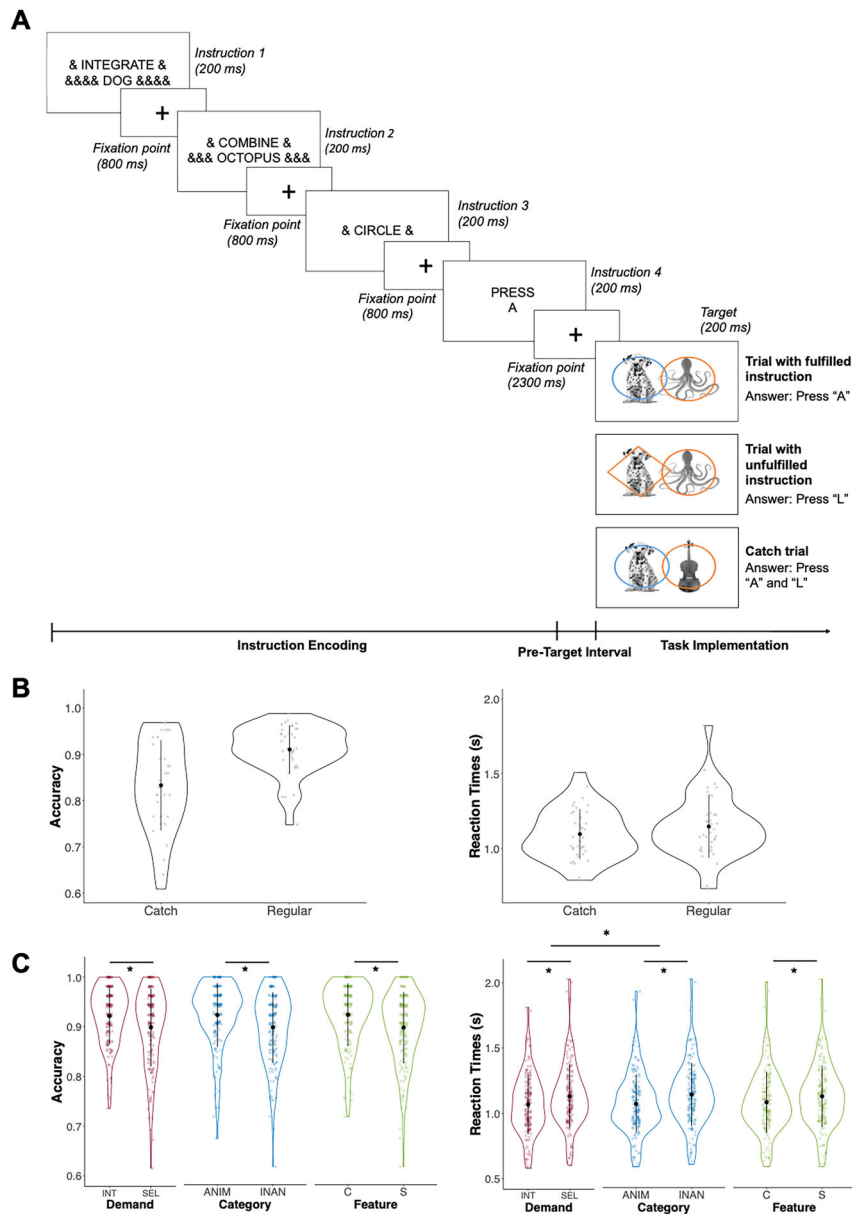 A
& INTEGRATE &
&&&& DOG &&&&
Instruction 1
(200 ms)
+
Fixation point
(800 ms)
& COMBINE &
&&& OCTOPUS &&&
Instruction 2
(200 ms)
+
Fixation point
(800 ms)
& CIRCLE &
Instruction 3
(200 ms)
+
Fixation point
(800 ms)
PRESS
A
Instruction 4
(200 ms)
+
Fixation point
(2300 ms)
Target
(200 ms)
Trial with fulfilled
instruction
Answer: Press “A”
Trial with
unfulfilled
instruction
Answer: Press “L”
Catch trial
Answer: Press
“A” and “L”
Instruction Encoding
Pre-Target Interval
Task Implementation
B
Accuracy
1.0
0.9
0.8
0.7
0.6
Catch
Regular
Reaction Times (s)
2.0
1.5
1.0
Catch
Regular
C
Accuracy
1.0
0.9
0.8
0.7
0.6
*
*
*
INT
SEL
Demand
ANIM
INAN
Category
C
S
Feature
Reaction Times (s)
2.0
1.5
1.0
0.5
*
*
*
*
INT
SEL
Demand
ANIM
INAN
Category
C
S
Feature